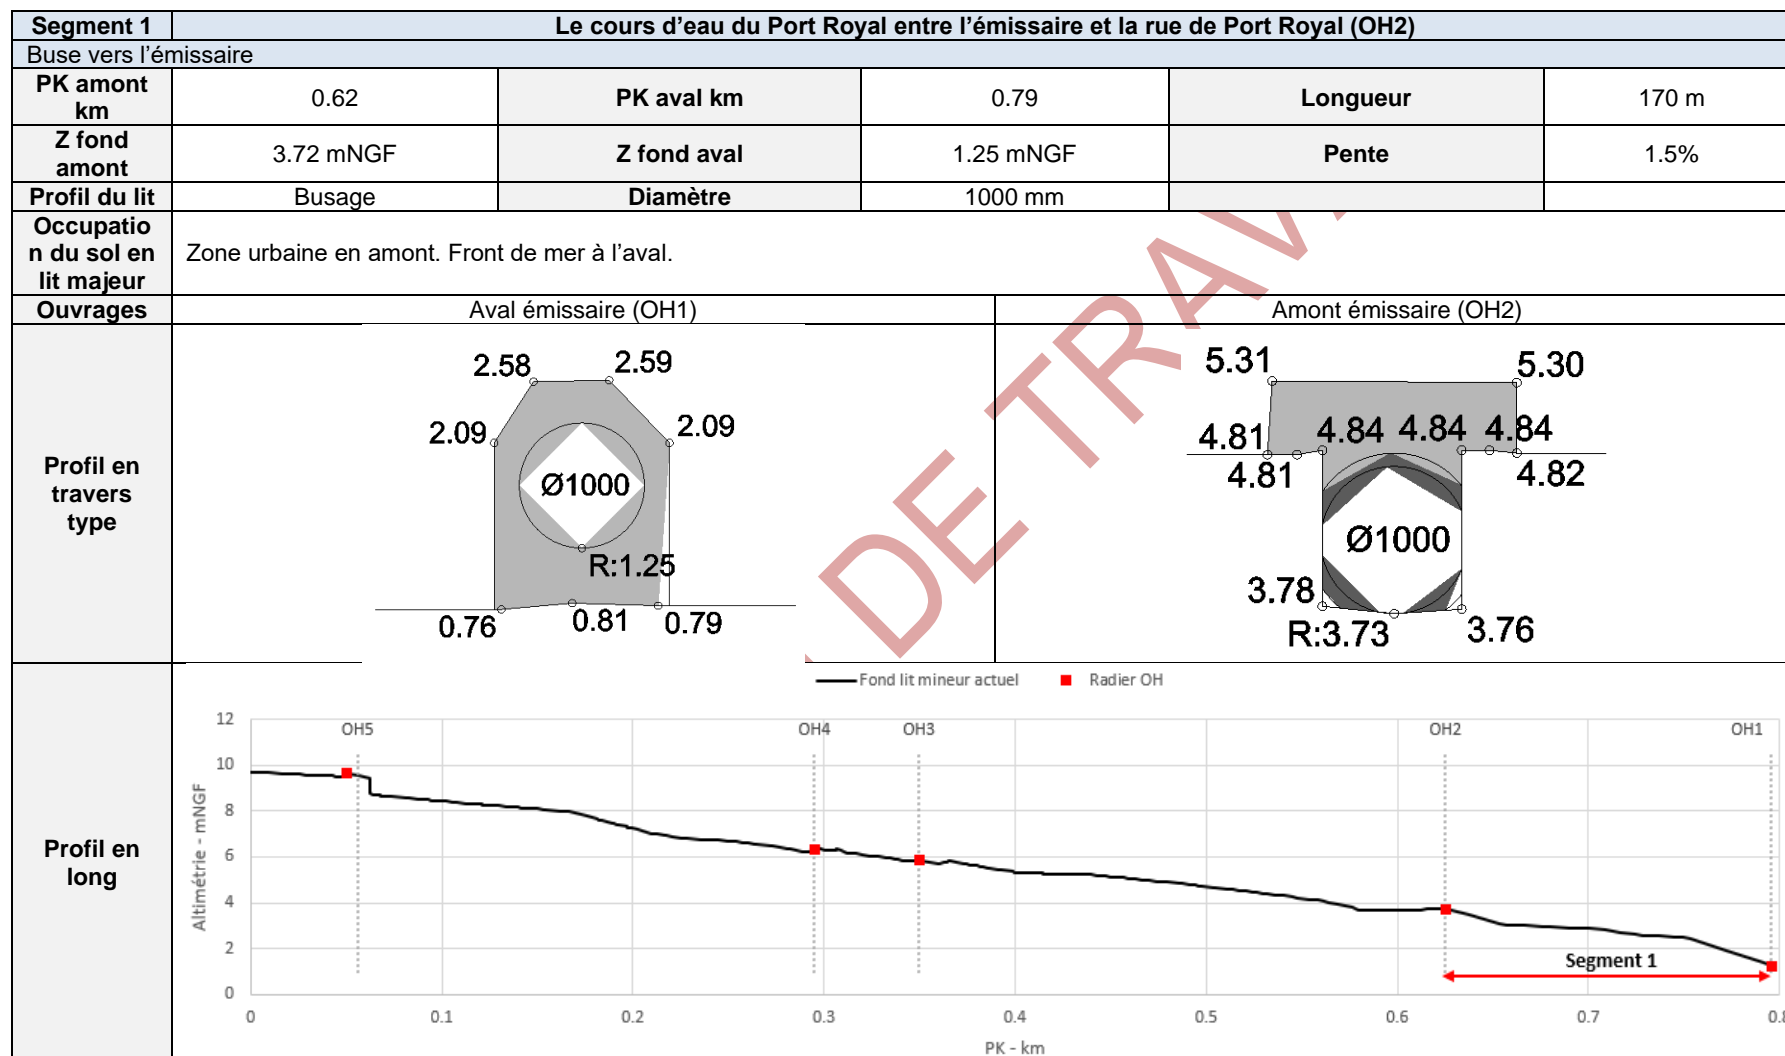 Segment 1
Le cours d’eau du Port Royal entre l’émissaire et la rue de Port Royal (OH2)
Buse vers l’émissaire
PK amont
km
0.62
PK aval km
0.79
Longueur
170 m
Z fond
amont
3.72 mNGF
Z fond aval
1.25 mNGF
Pente
1.5%
Profil du lit
Busage
Diamètre
1000 mm
Occupatio
n du sol en
lit majeur
Zone urbaine en amont. Front de mer à l’aval.
Ouvrages
Aval émissaire (OH1)
Amont émissaire (OH2)
Profil en
travers
type
2.58
2.59
2.09
2.09
Ø1000
R:1.25
0.76
0.81
0.79
5.31
5.30
4.81
4.84
4.84
4.84
4.81
4.82
Ø1000
3.78
R:3.73
3.76
DE TRAV
Profil en
long
Fond lit mineur actuel
Radier OH
Altimétrie - mNGF
12
10
8
6
4
2
0
OH5
OH4
OH3
OH2
OH1
Segment 1
0
0.1
0.2
0.3
0.4
0.5
0.6
0.7
0.8
PK - km